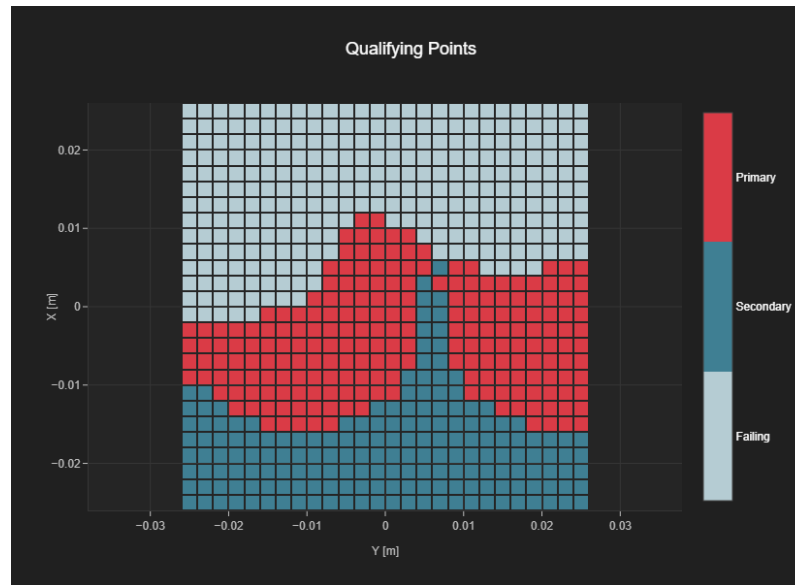 Qualifying Points
0.02
0.01
0
−0.01
−0.02
X [m]
−0.03
−0.02
−0.01
0
0.01
0.02
0.03
Y [m]
Primary
Secondary
Failing